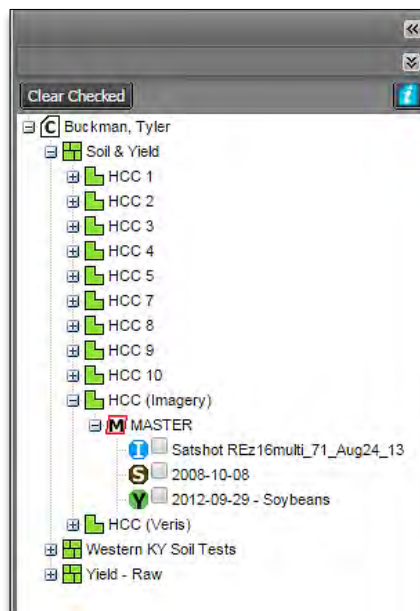 Clear Checked
i
C Buckman, Tyler
Soil & Yield
HCC 1
HCC 2
HCC 3
HCC 4
HCC 5
HCC 7
HCC 8
HCC 9
HCC 10
HCC (Imagery)
M MASTER
I Satshot REz16multi_71_Aug24_13
S 2008-10-08
Y 2012-09-29 - Soybeans
HCC (Veris)
Western KY Soil Tests
Yield - Raw